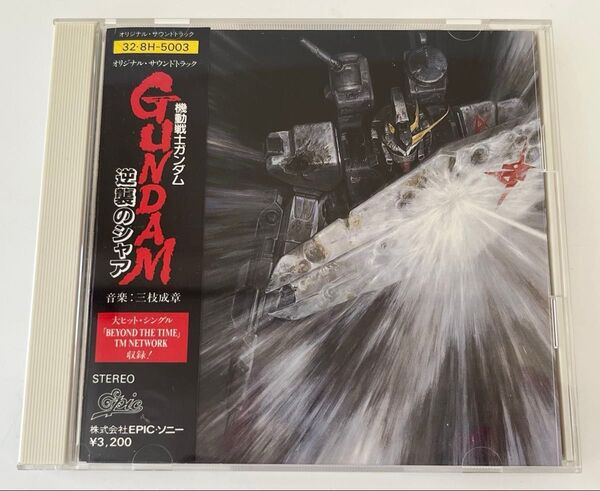 オリジナル・サウンドトラック
32・8H-5003
オリジナル・サウンドトラック
機動戦士ガンダム
GUNDAM
逆襲のシャア
音楽:三枝成章
大ヒット・シングル
「BEYOND THE TIME」
TM NETWORK
収録!
STEREO
Epic
株式会社EPIC・ソニー
¥3,200